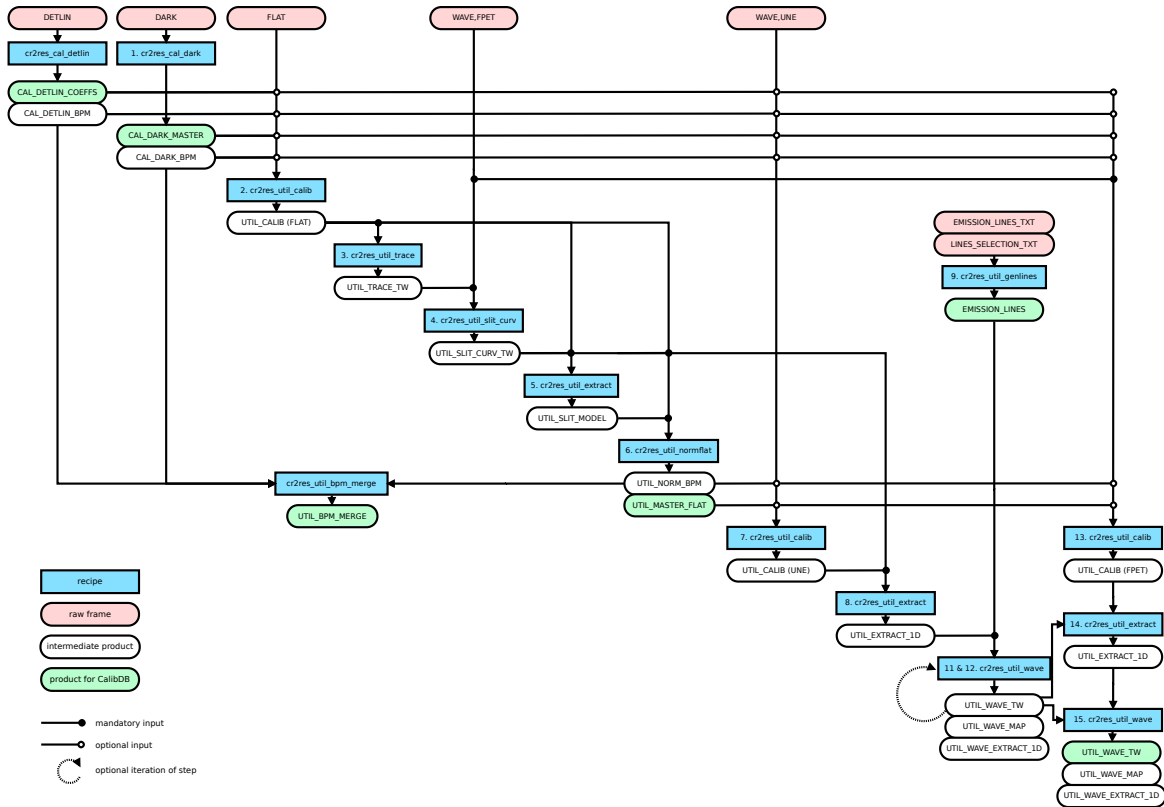 DETLIN
DARK
FLAT
WAVE,FPET
WAVE,UNE
cr2res_cal_detlin
1. cr2res_cal_dark
CAL_DETLIN_COEFFS
CAL_DETLIN_BPM
CAL_DARK_MASTER
CAL_DARK_BPM
2. cr2res_util_calib
UTIL_CALIB (FLAT)
EMISSION_LINES_TXT
LINES_SELECTION_TXT
3. cr2res_util_trace
9. cr2res_util_genlines
UTIL_TRACE_TW
EMISSION_LINES
4. cr2res_util_slit_curv
UTIL_SLIT_CURV_TW
5. cr2res_util_extract
UTIL_SLIT_MODEL
6. cr2res_util_normflat
cr2res_util_bpm_merge
UTIL_NORM_BPM
UTIL_MASTER_FLAT
UTIL_BPM_MERGE
7. cr2res_util_calib
13. cr2res_util_calib
UTIL_CALIB (UNE)
UTIL_CALIB (FPET)
recipe
8. cr2res_util_extract
raw frame
14. cr2res_util_extract
UTIL_EXTRACT_1D
intermediate product
UTIL_EXTRACT_1D
11 & 12. cr2res_util_wave
product for CalibDB
UTIL_WAVE_TW
15. cr2res_util_wave
mandatory input
UTIL_WAVE_MAP
optional input
UTIL_WAVE_EXTRACT_1D
UTIL_WAVE_TW
optional iteration of step
UTIL_WAVE_MAP
UTIL_WAVE_EXTRACT_1D